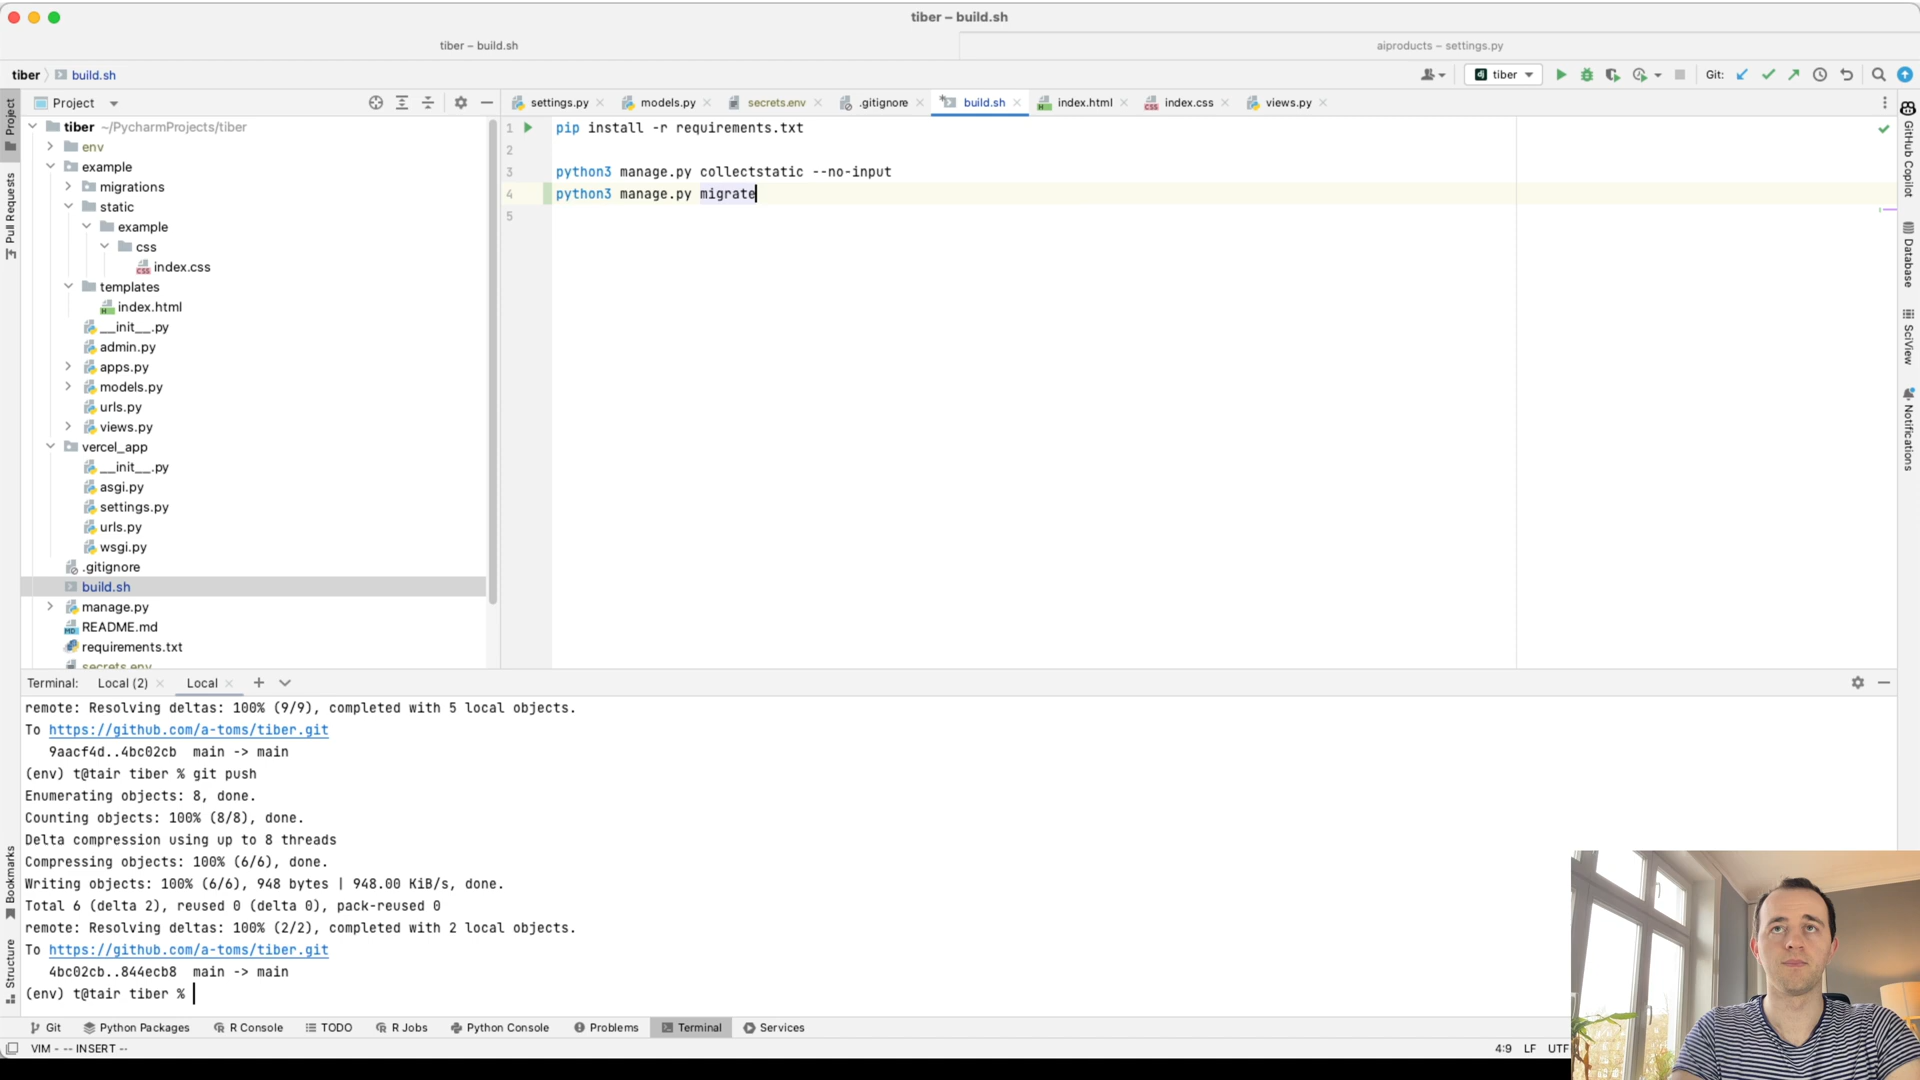 tiber – build.sh
tiber – build.sh
aiproducts – settings.py
tiber
build.sh
tiber
Git:
Project
settings.py
models.py
secrets.env
.gitignore
build.sh
index.html
index.css
views.py
Project
Pull Requests
Bookmarks
Structure
tiber ~/PycharmProjects/tiber
env
example
migrations
static
example
css
index.css
templates
index.html
__init__.py
admin.py
apps.py
models.py
urls.py
views.py
vercel_app
__init__.py
asgi.py
settings.py
urls.py
wsgi.py
.gitignore
build.sh
manage.py
README.md
requirements.txt
secrets.env
1 pip install -r requirements.txt
2
3 python3 manage.py collectstatic --no-input
4 python3 manage.py migrate
5
GitHub Copilot
Database
SciView
Notifications
Terminal: Local (2) Local
remote: Resolving deltas: 100% (9/9), completed with 5 local objects.
To https://github.com/a-toms/tiber.git
9aacf4d..4bc02cb main -> main
(env) t@tair tiber % git push
Enumerating objects: 8, done.
Counting objects: 100% (8/8), done.
Delta compression using up to 8 threads
Compressing objects: 100% (6/6), done.
Writing objects: 100% (6/6), 948 bytes | 948.00 KiB/s, done.
Total 6 (delta 2), reused 0 (delta 0), pack-reused 0
remote: Resolving deltas: 100% (2/2), completed with 2 local objects.
To https://github.com/a-toms/tiber.git
4bc02cb..844ecb8 main -> main
(env) t@tair tiber %
Git
Python Packages
R Console
TODO
R Jobs
Python Console
Problems
Terminal
Services
VIM - -- INSERT --
4:9 LF UTF